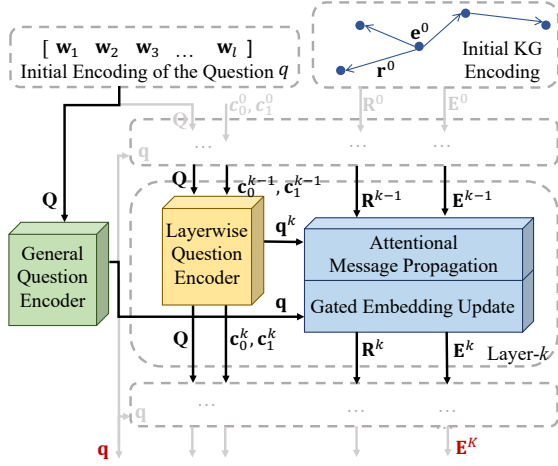 [ w₁ w₂ w₃ … w_l ]
Initial Encoding of the Question q
e⁰
r⁰
Initial KG
Encoding
Q
c₀⁰, c₁⁰
R⁰
E⁰
...
...
...
q
Q
Q
c₀ᵏ⁻¹, c₁ᵏ⁻¹
Rᵏ⁻¹
Eᵏ⁻¹
General
Question
Encoder
Layerwise
Question
Encoder
qᵏ
Attentional
Message Propagation
q
Gated Embedding Update
Q
c₀ᵏ, c₁ᵏ
Rᵏ
Eᵏ
Layer-k
q
...
...
...
q
Eᴷ